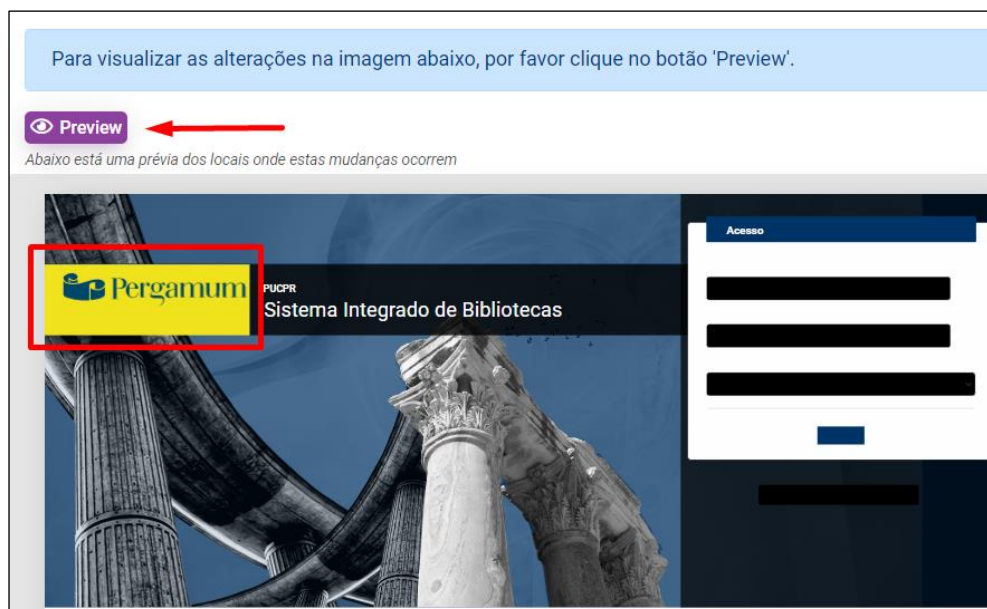 Para visualizar as alterações na imagem abaixo, por favor clique no botão 'Preview'.
Preview
Abaixo está uma prévia dos locais onde estas mudanças ocorrem
Acesso
Pergamum
PUCPR
Sistema Integrado de Bibliotecas